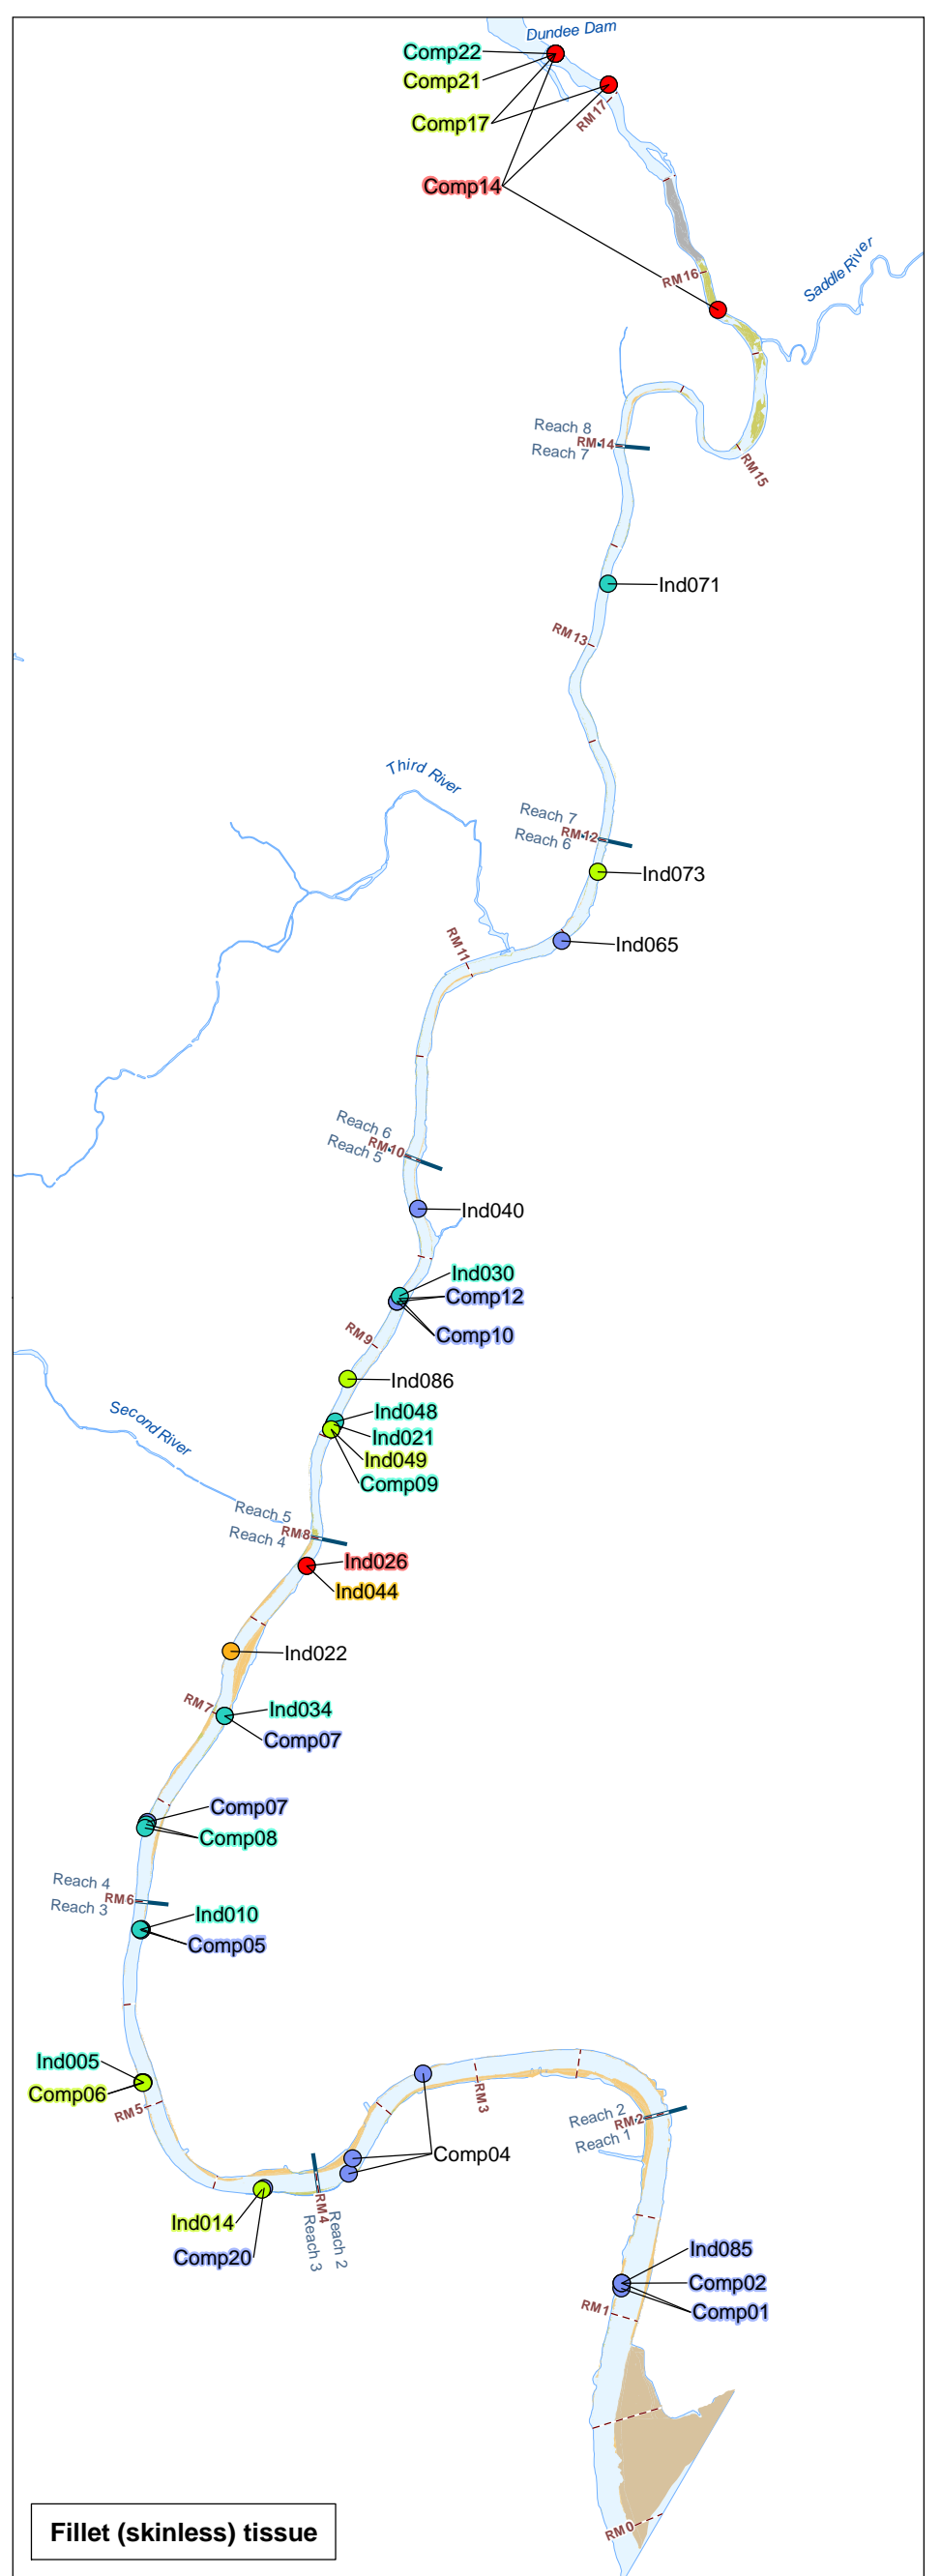 Dundee Dam
Comp22
Comp21
Comp17
RM17
Comp14
Saddle River
RM16
Reach 8
RM14
Reach 7
RM15
Ind071
RM13
Third River
Reach 7
RM12
Reach 6
Ind073
RM11
Ind065
Reach 6
RM10
Reach 5
Ind040
Ind030
Comp12
Comp10
RM9
Ind086
Second River
Ind048
Ind021
Ind049
Comp09
Reach 5
RM8
Reach 4
Ind026
Ind044
Ind022
RM7
Ind034
Comp07
Comp07
Comp08
Reach 4
RM6
Reach 3
Ind010
Comp05
Ind005
Comp06
RM5
RM3
Reach 2
RM2
Reach 1
Comp04
RM4
Reach 2
Reach 3
Ind014
Comp20
Ind085
Comp02
Comp01
RM1
RM0
Fillet (skinless) tissue